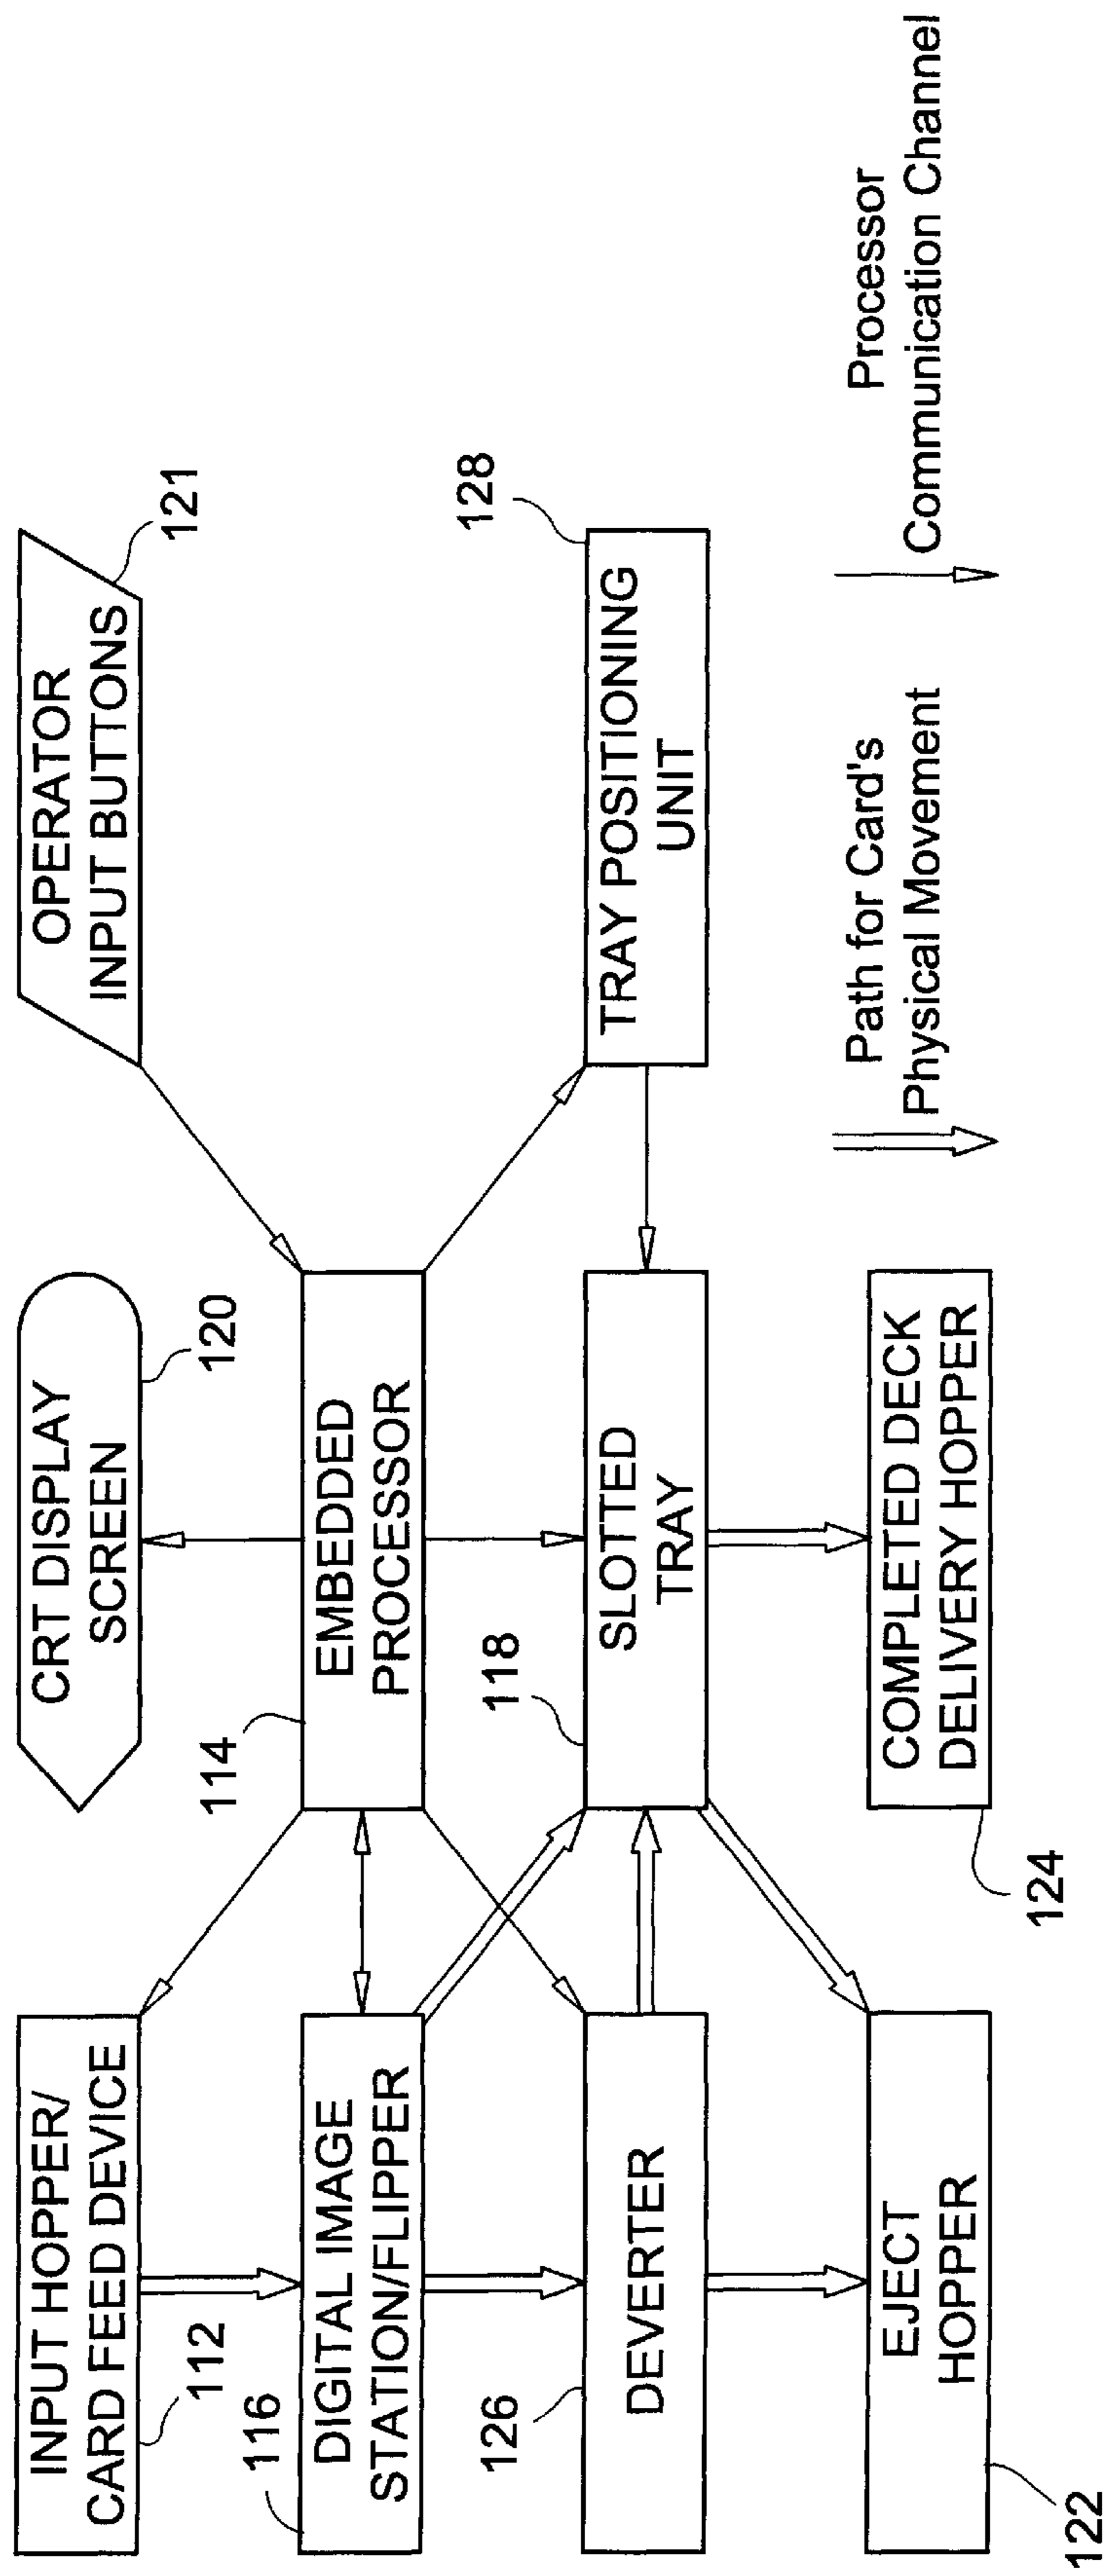 INPUT HOPPER/
CARD FEED DEVICE
112
CRT DISPLAY
SCREEN
120
OPERATOR
INPUT BUTTONS
121
116
DIGITAL IMAGE
STATION/FLIPPER
114
EMBEDDED
PROCESSOR
126
DEVERTER
118
SLOTTED
TRAY
128
TRAY POSITIONING
UNIT
EJECT
HOPPER
122
COMPLETED DECK
DELIVERY HOPPER
124
Path for Card's
Physical Movement
Processor
Communication Channel